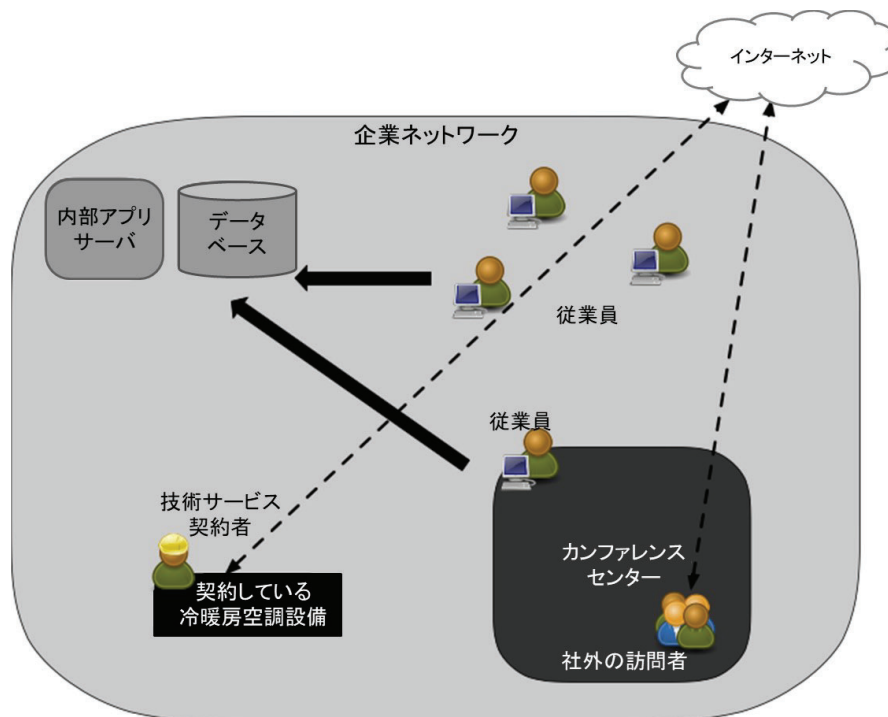 インターネット
企業ネットワーク
内部アプリ
サーバ
データ
ベース
従業員
従業員
技術サービス
契約者
契約している
冷暖房空調設備
カンファレンス
センター
社外の訪問者